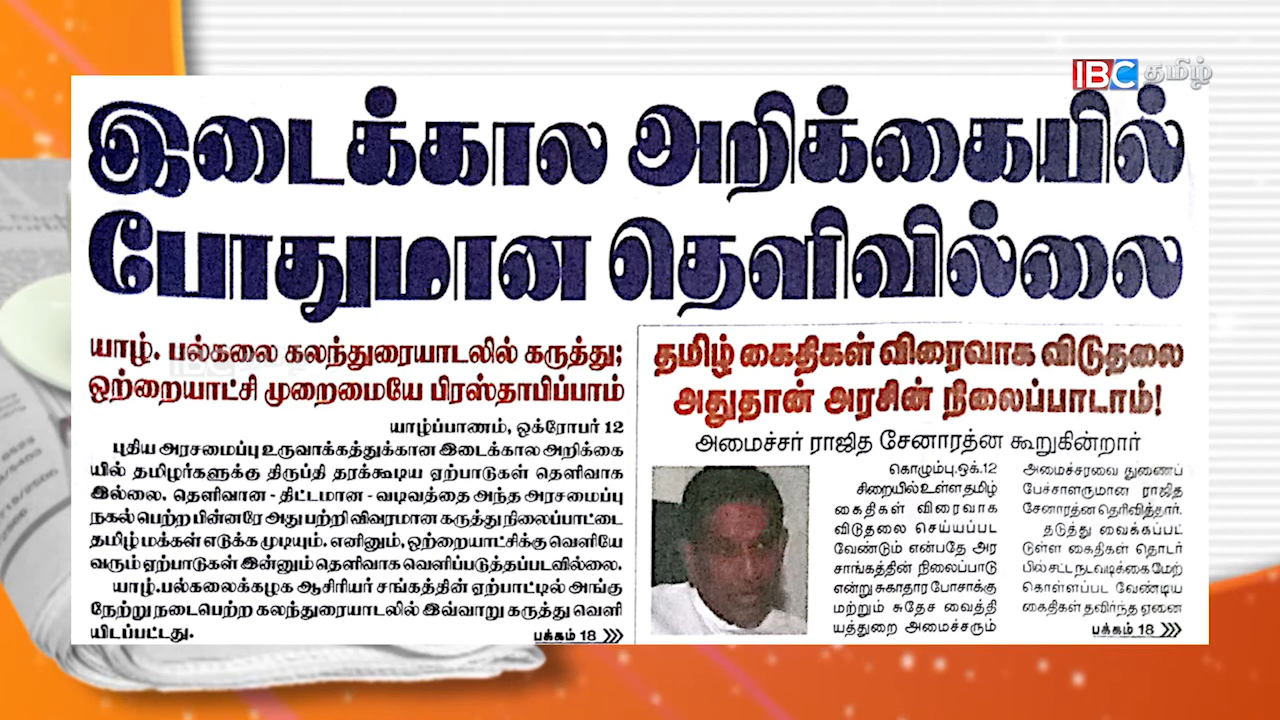 IBC தமிழ்
இடைக்கால அறிக்கையில்
போதுமான தெளிவில்லை
யாழ். பல்கலை கலந்துரையாடலில் கருத்து;
ஒற்றையாட்சி முறைமையே பிரஸ்தாபிப்பாம்
யாழ்ப்பாணம், ஒக்ரோபர் 12
புதிய அரசமைப்பு உருவாக்கத்துக்கான இடைக்கால அறிக்கை
யில் தமிழர்களுக்கு திருப்தி தரக்கூடிய ஏற்பாடுகள் தெளிவாக
இல்லை. தெளிவான - திட்டமான - வடிவத்தை அந்த அரசமைப்பு
நகல் பெற்ற பின்னரே அதுபற்றி விவரமான கருத்து நிலைப்பாட்டை
தமிழ் மக்கள் எடுக்க முடியும். எனினும், ஒற்றையாட்சிக்கு வெளியே
வரும் ஏற்பாடுகள் இன்னும் தெளிவாக வெளிப்படுத்தப்படவில்லை.
யாழ்.பல்கலைக்கழக ஆசிரியர் சங்கத்தின் ஏற்பாட்டில் அங்கு
நேற்று நடைபெற்ற கலந்துரையாடலில் இவ்வாறு கருத்து வெளி
யிடப்பட்டது.
பக்கம் 18
தமிழ் கைதிகள் விரைவாக விடுதலை
அதுதான் அரசின் நிலைப்பாடாம்!
அமைச்சர் ராஜித சேனாரத்ன கூறுகின்றார்
கொழும்பு.ஒக்.12
சிறையில் உள்ள தமிழ்
கைதிகள் விரைவாக
விடுதலை செய்யப்பட
வேண்டும் என்பதே அர
சாங்கத்தின் நிலைப்பாடு
என்று சுகாதார போசாக்கு
மற்றும் சுதேச வைத்தி
யத்துறை அமைச்சரும்
அமைச்சரவை துணைப்
பேச்சாளருமான ராஜித
சேனாரத்ன தெரிவித்தார்.
தடுத்து வைக்கப்பட்
டுள்ள கைதிகள் தொடர்
பில் சட்ட நடவடிக்கை மேற்
கொள்ளப்பட வேண்டிய
கைதிகள் தவிர்ந்த ஏனை
பக்கம் 18